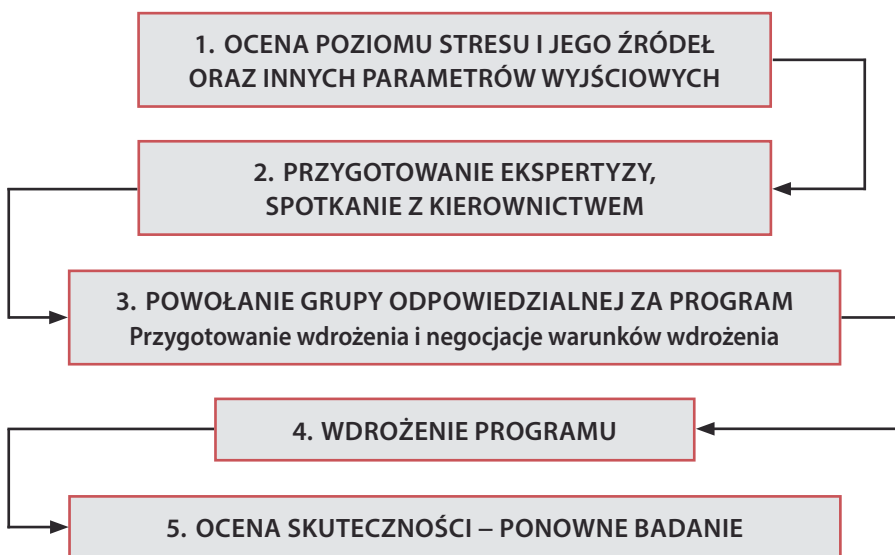 1. OCENA POZIOMU STRESU I JEGO ŹRÓDEŁ
ORAZ INNYCH PARAMETRÓW WYJŚCIOWYCH
2. PRZYGOTOWANIE EKSPERTYZY,
SPOTKANIE Z KIEROWNICTWEM
3. POWOŁANIE GRUPY ODPOWIEDZIALNEJ ZA PROGRAM
Przygotowanie wdrożenia i negocjacje warunków wdrożenia
4. WDROŻENIE PROGRAMU
5. OCENA SKUTECZNOŚCI – PONOWNE BADANIE